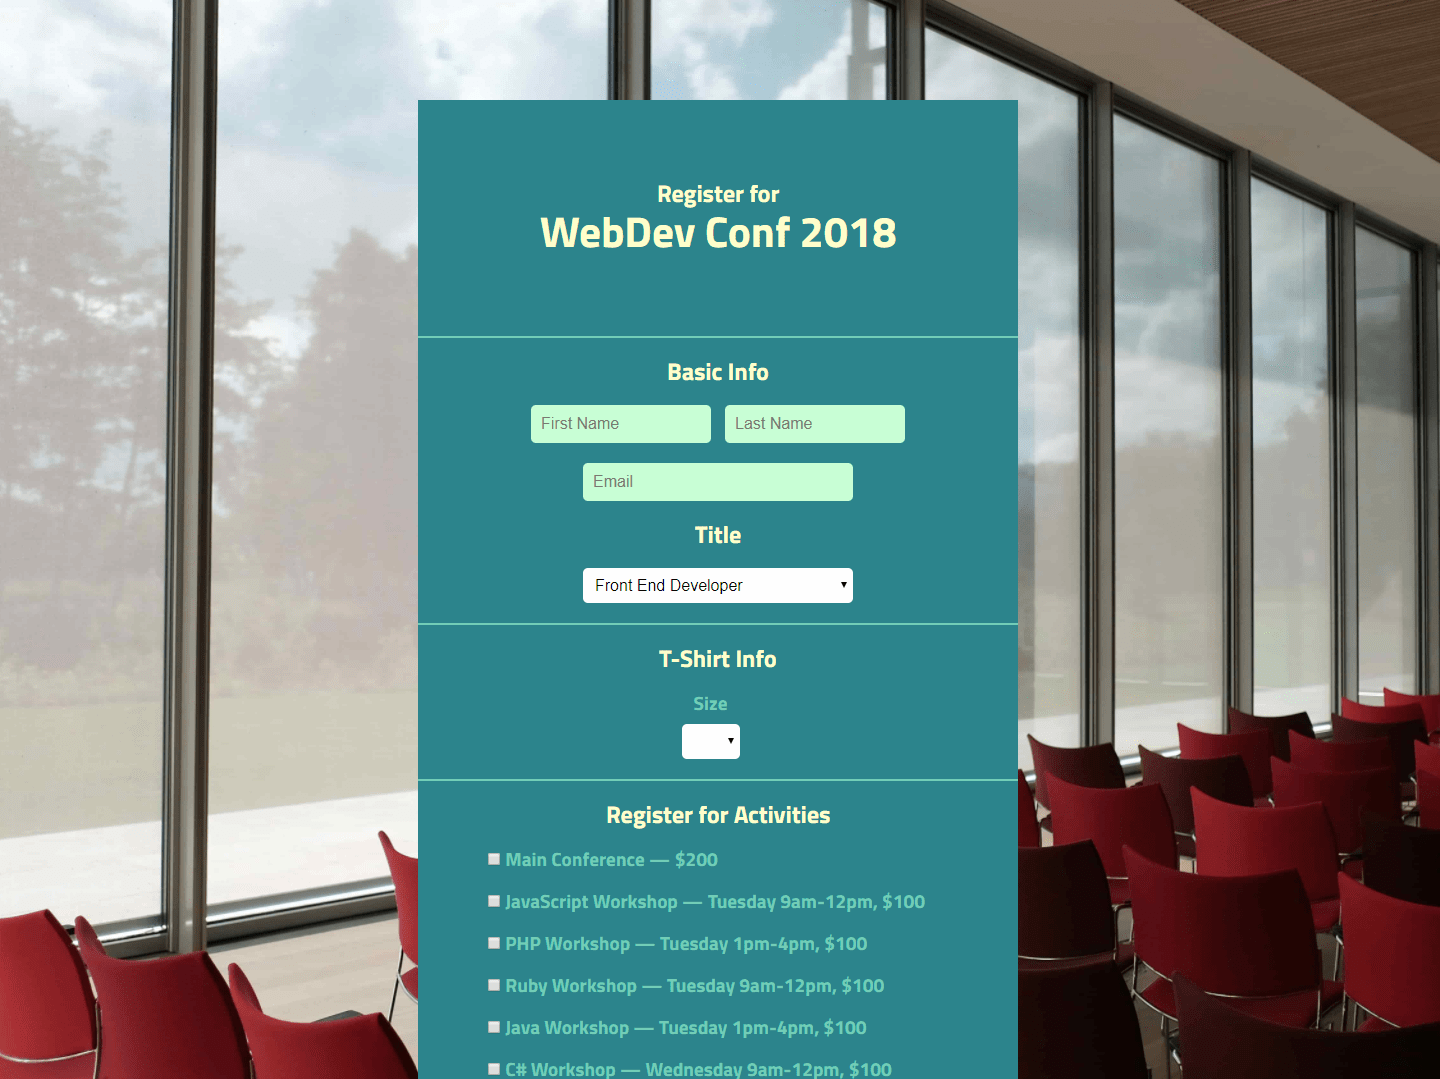 Register for
WebDev Conf 2018
Basic Info
First Name Last Name
Email
Title
Front End Developer
T-Shirt Info
Size
Register for Activities
Main Conference — $200
JavaScript Workshop — Tuesday 9am-12pm, $100
PHP Workshop — Tuesday 1pm-4pm, $100
Ruby Workshop — Tuesday 9am-12pm, $100
Java Workshop — Tuesday 1pm-4pm, $100
C# Workshop — Wednesday 9am-12pm, $100